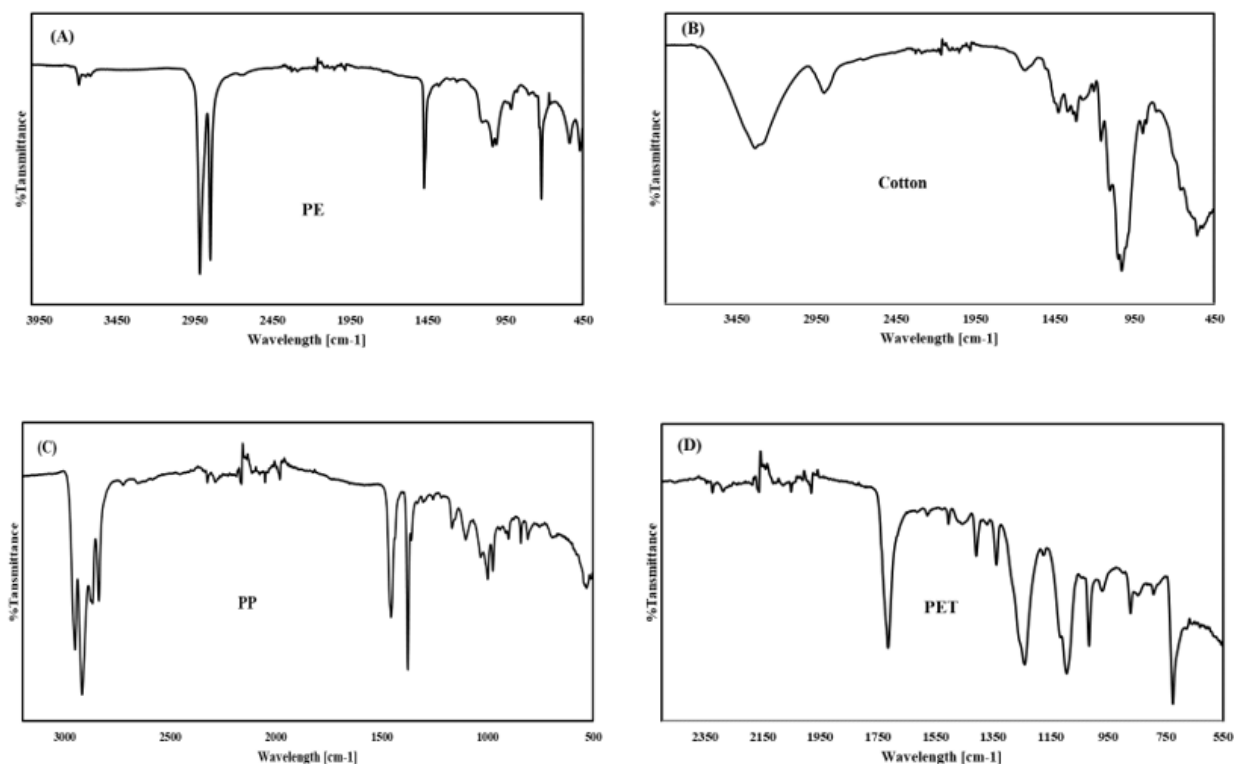 (A)
%Tansmittance
PE
3950 3450 2950 2450 1950 1450 950 450
Wavelength [cm-1]
(B)
%Tansmittance
Cotton
3450 2950 2450 1950 1450 950 450
Wavelength [cm-1]
(C)
%Tansmittance
PP
3000 2500 2000 1500 1000 500
Wavelength [cm-1]
(D)
%Tansmittance
PET
2350 2150 1950 1750 1550 1350 1150 950 750 550
Wavelength [cm-1]